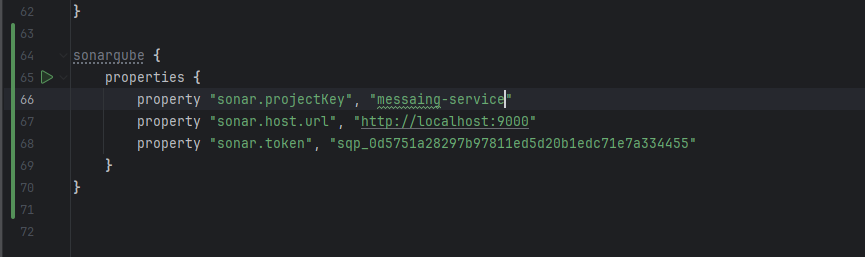 62 }
63
64 sonarqube {
65 properties {
66 property "sonar.projectKey", "messaing-service"
67 property "sonar.host.url", "http://localhost:9000"
68 property "sonar.token", "sqp_0d5751a28297b97811ed5d20b1edc71e7a334455"
69 }
70 }
71
72